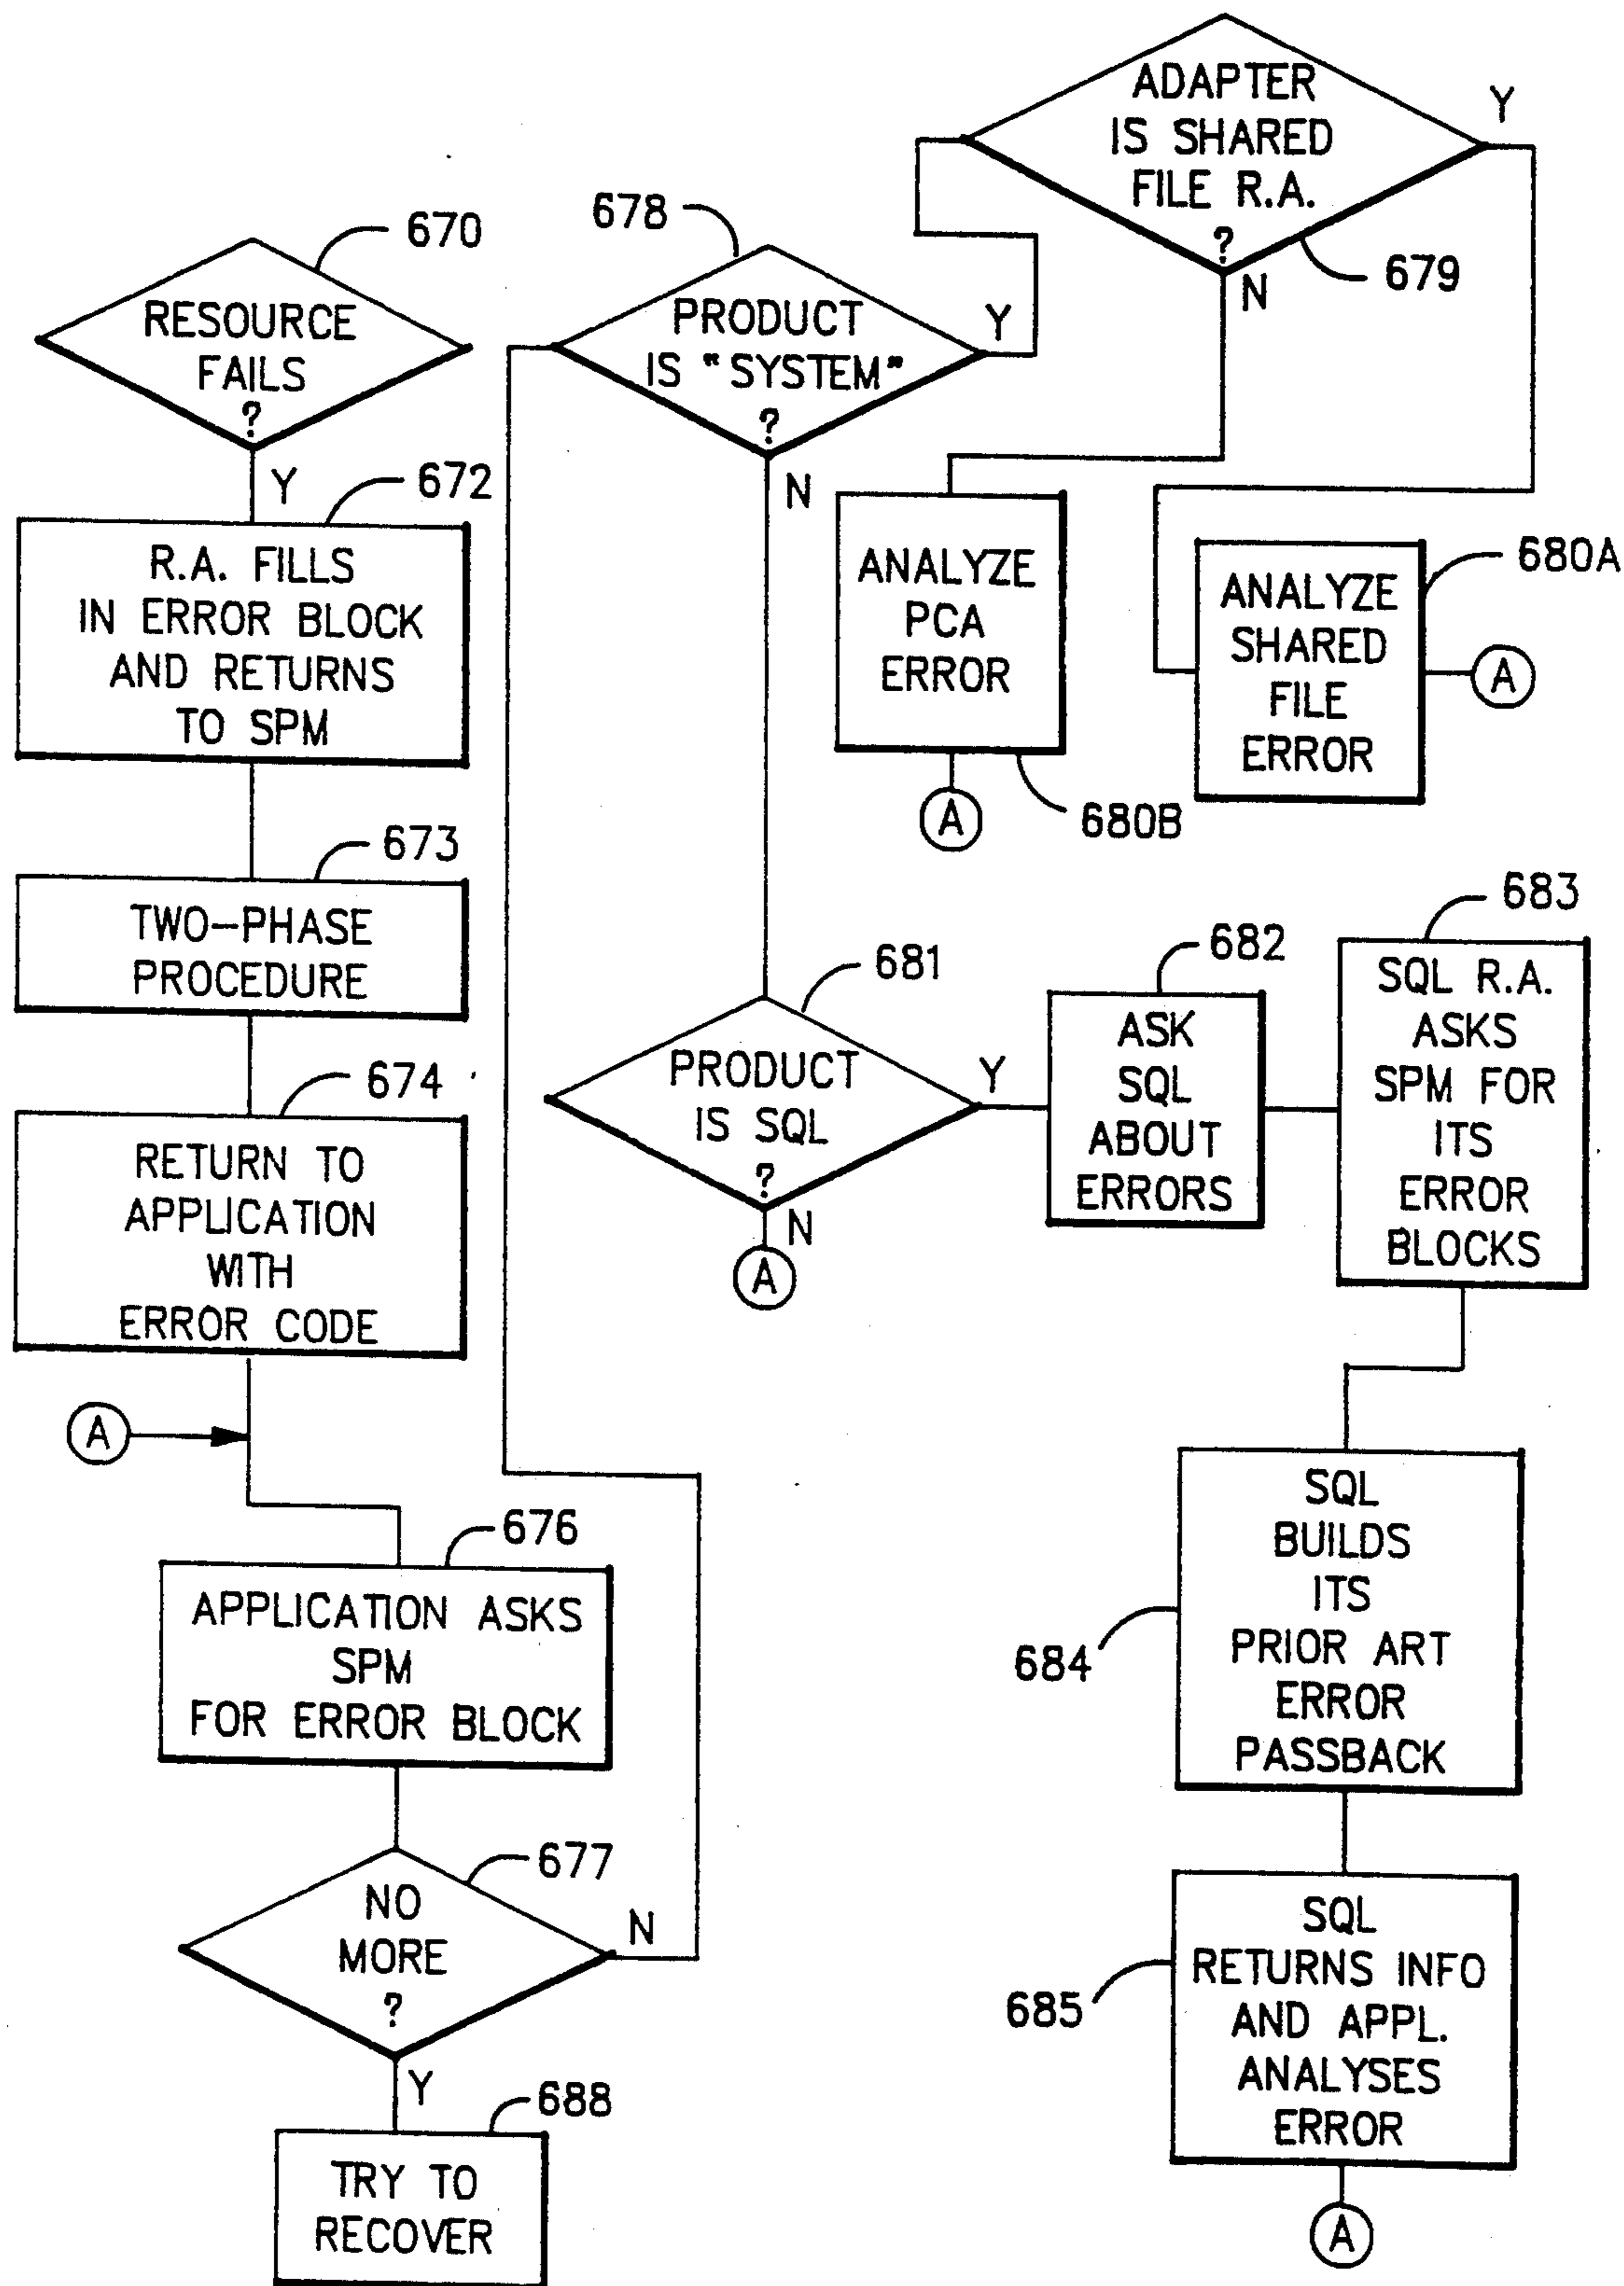 670
RESOURCE
FAILS
?
Y
672
R.A. FILLS
IN ERROR BLOCK
AND RETURNS
TO SPM
673
TWO-PHASE
PROCEDURE
674
RETURN TO
APPLICATION
WITH
ERROR CODE
A
676
APPLICATION ASKS
SPM
FOR ERROR BLOCK
677
NO
MORE
?
N
Y
688
TRY TO
RECOVER
678
PRODUCT
IS "SYSTEM"
?
Y
N
ADAPTER
IS SHARED
FILE R.A.
?
Y
N
679
ANALYZE
PCA
ERROR
680B
A
680A
ANALYZE
SHARED
FILE
ERROR
A
681
PRODUCT
IS SQL
?
Y
N
A
682
ASK
SQL
ABOUT
ERRORS
683
SQL R.A.
ASKS
SPM FOR
ITS
ERROR
BLOCKS
684
SQL
BUILDS
ITS
PRIOR ART
ERROR
PASSBACK
685
SQL
RETURNS INFO
AND APPL.
ANALYSES
ERROR
A